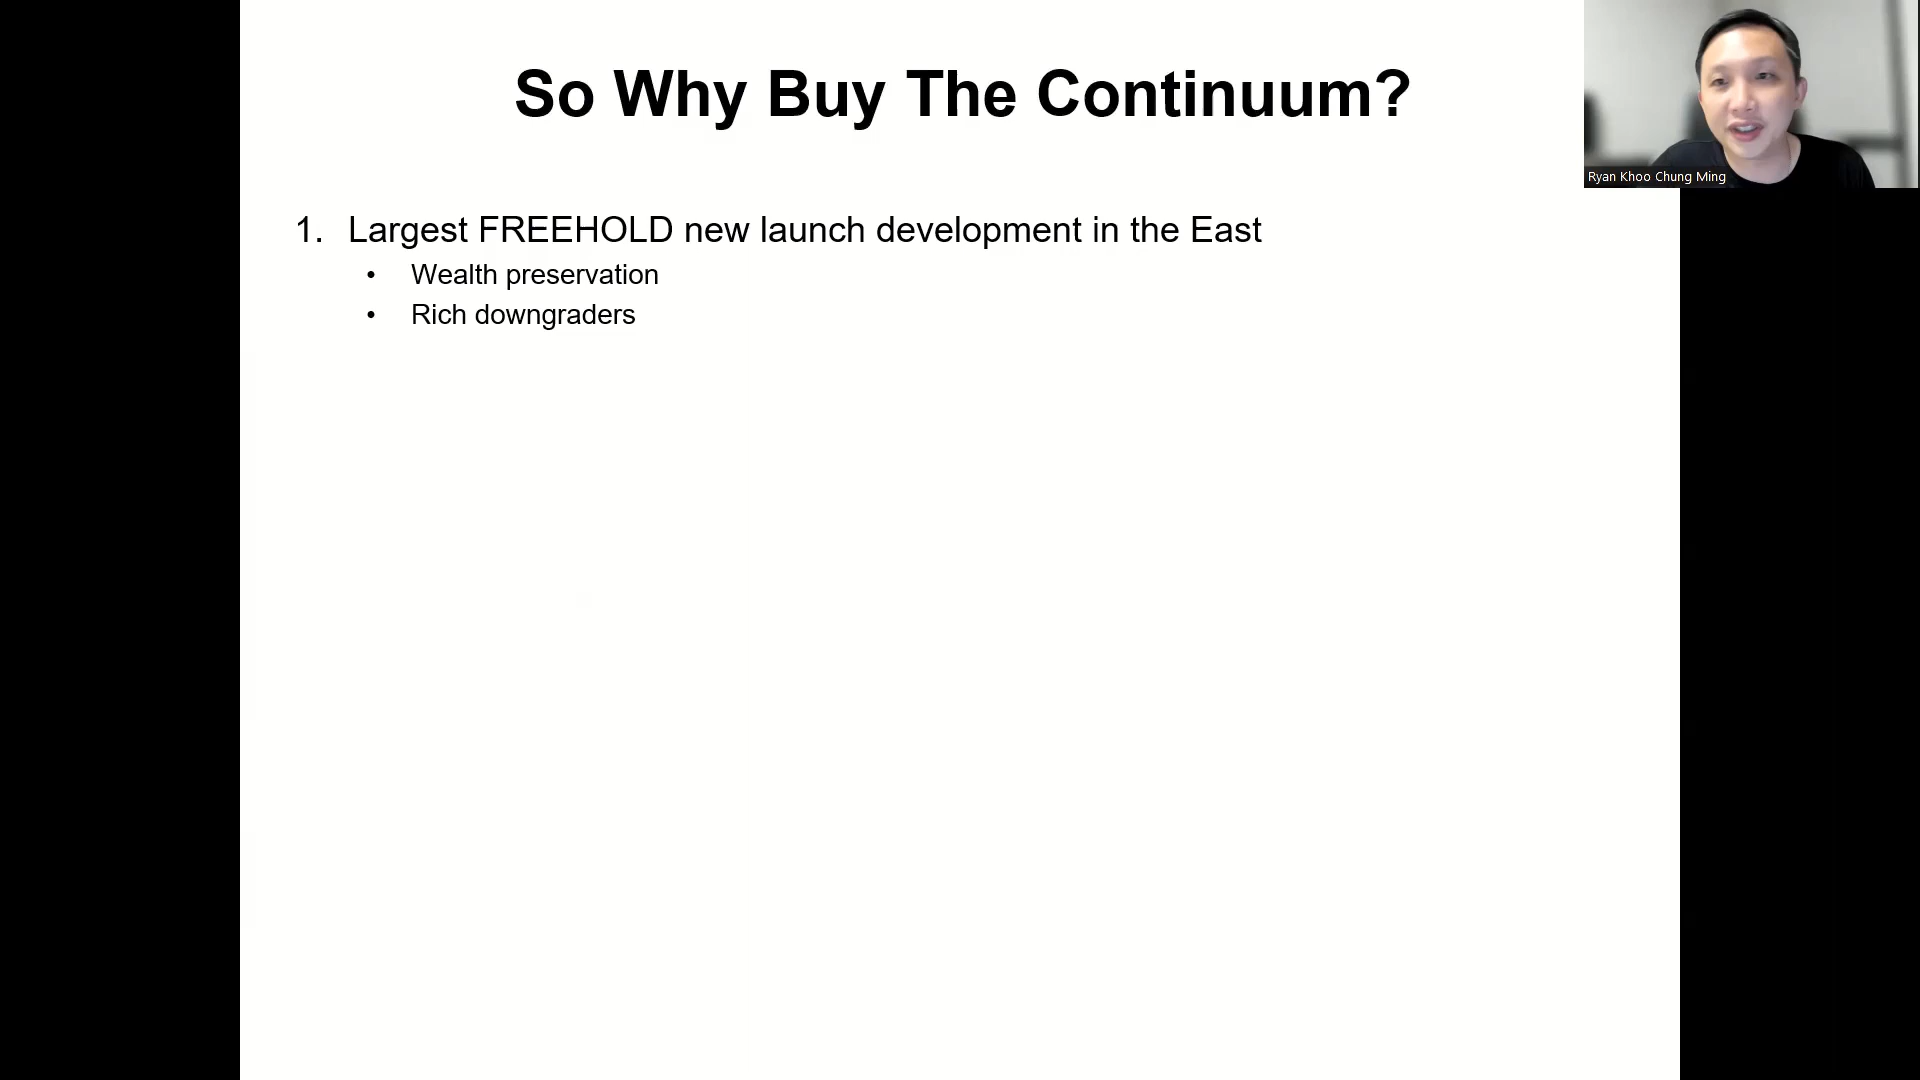 So Why Buy The Continuum?
Ryan Khoo Chung Ming
1. Largest FREEHOLD new launch development in the East
• Wealth preservation
• Rich downgraders